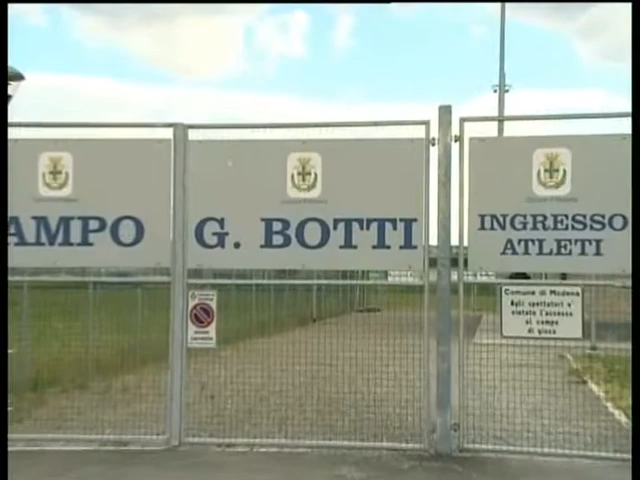 AMPO
G. BOTTI
INGRESSO
ATLETI
Comune di Modena
Agli spettatori e'
vietato l'accesso
al campo
di gioco